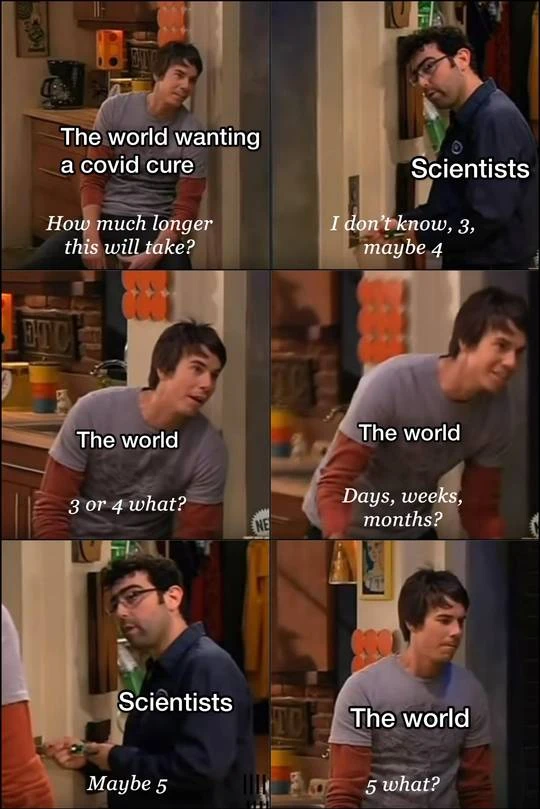 The world wanting
a covid cure
How much longer
this will take?
Scientists
I don't know, 3,
maybe 4
ETC
The world
3 or 4 what?
The world
Days, weeks,
months?
Scientists
Maybe 5
The world
5 what?